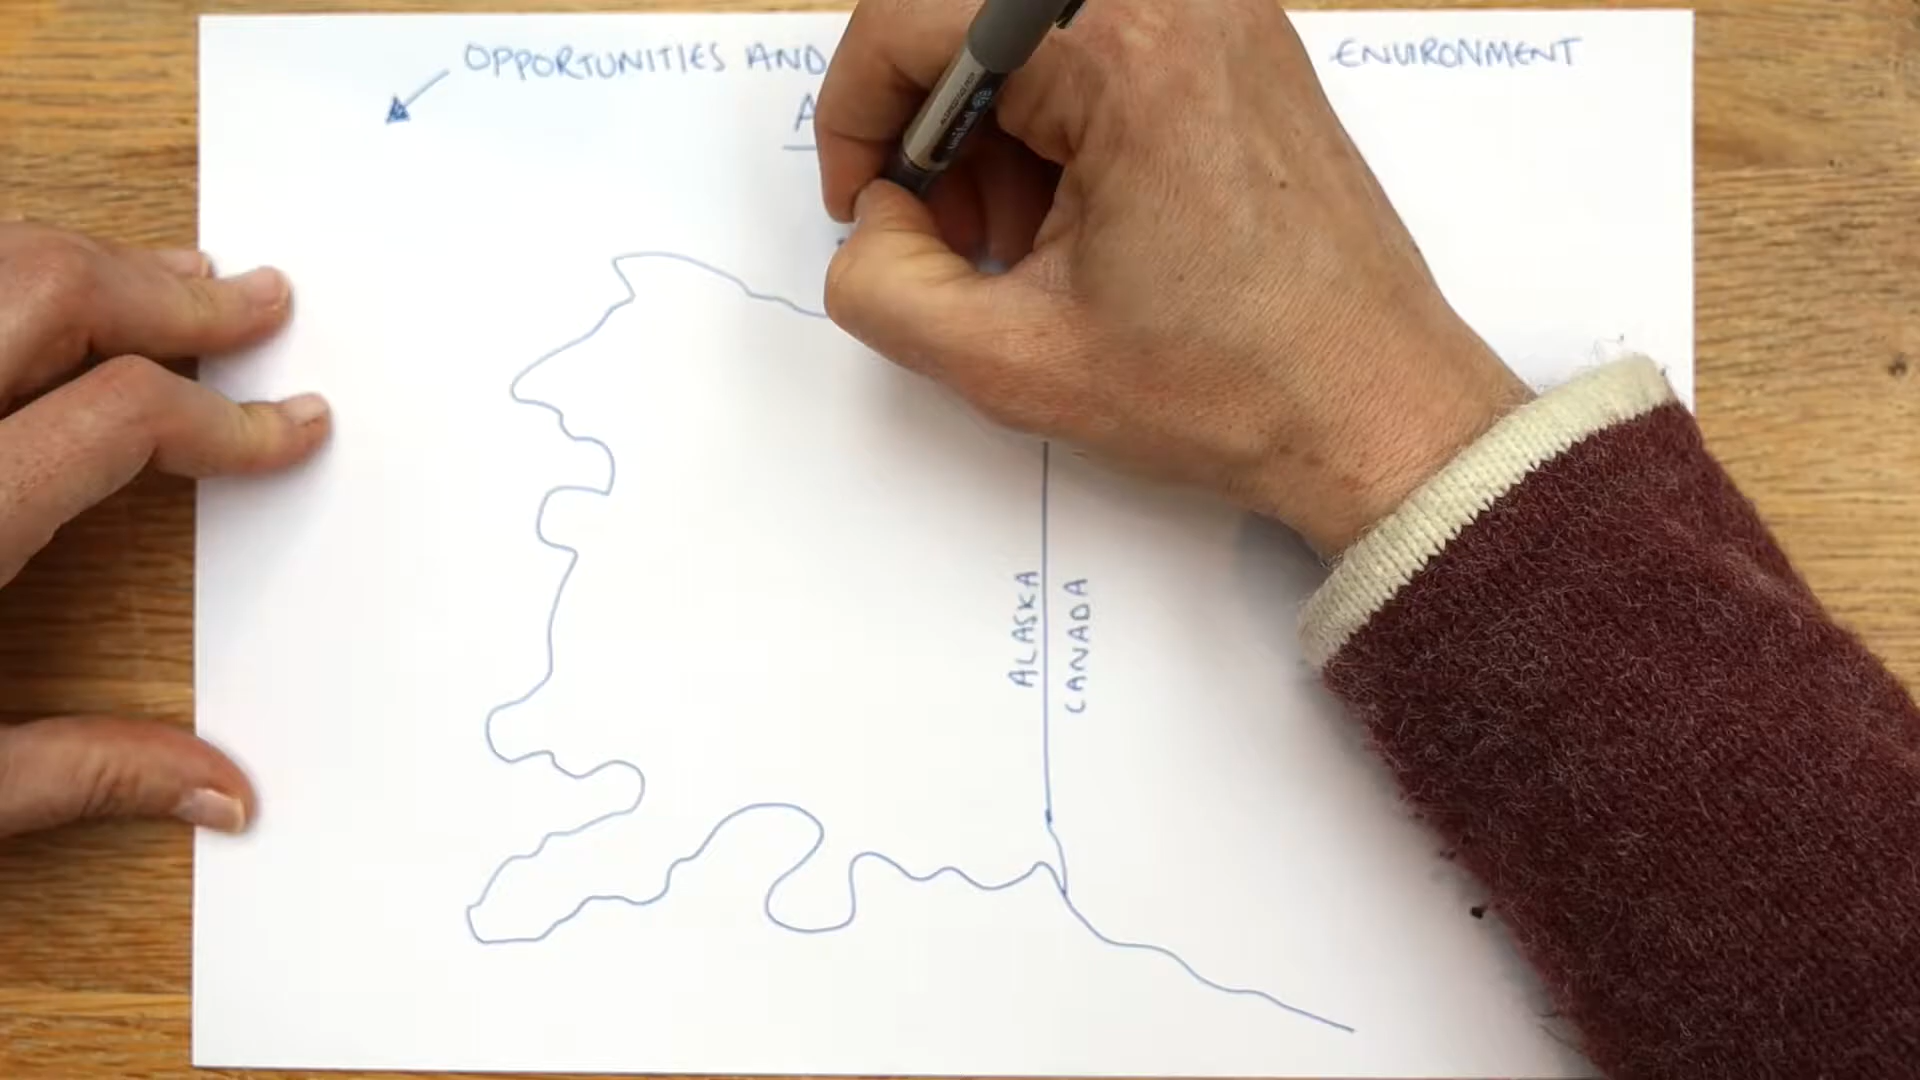 OPPORTUNITIES AND ENVIRONMENT
A
ALASKA
CANADA